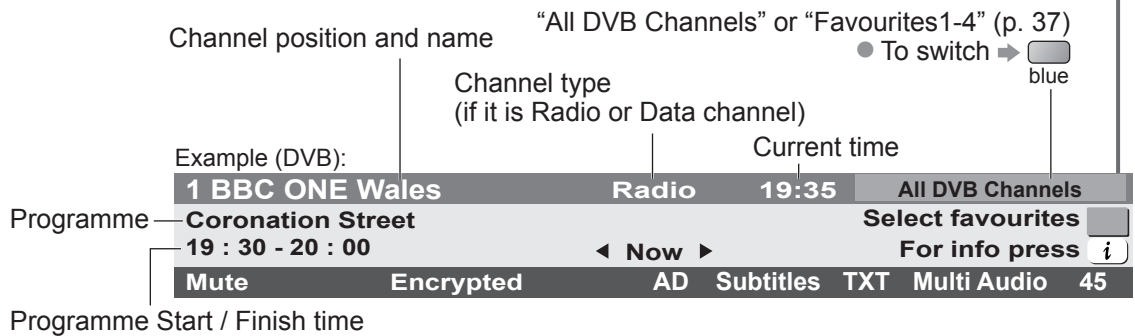 “All DVB Channels” or “Favourites1-4” (p. 37)
Channel position and name
● To switch ➡
blue
Channel type
(if it is Radio or Data channel)
Current time
Example (DVB):
1 BBC ONE Wales Radio 19:35 All DVB Channels
Programme Coronation Street Select favourites
19 : 30 - 20 : 00 ◀ Now ▶ For info press i
Mute Encrypted AD Subtitles TXT Multi Audio 45
Programme Start / Finish time